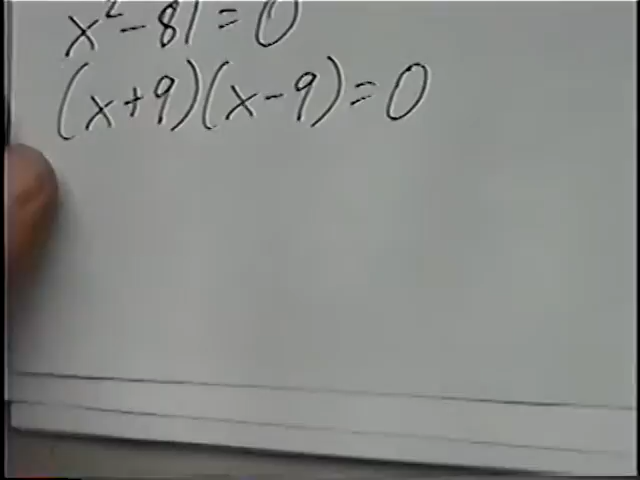 x² - 81 = 0
(x+9)(x-9)=0